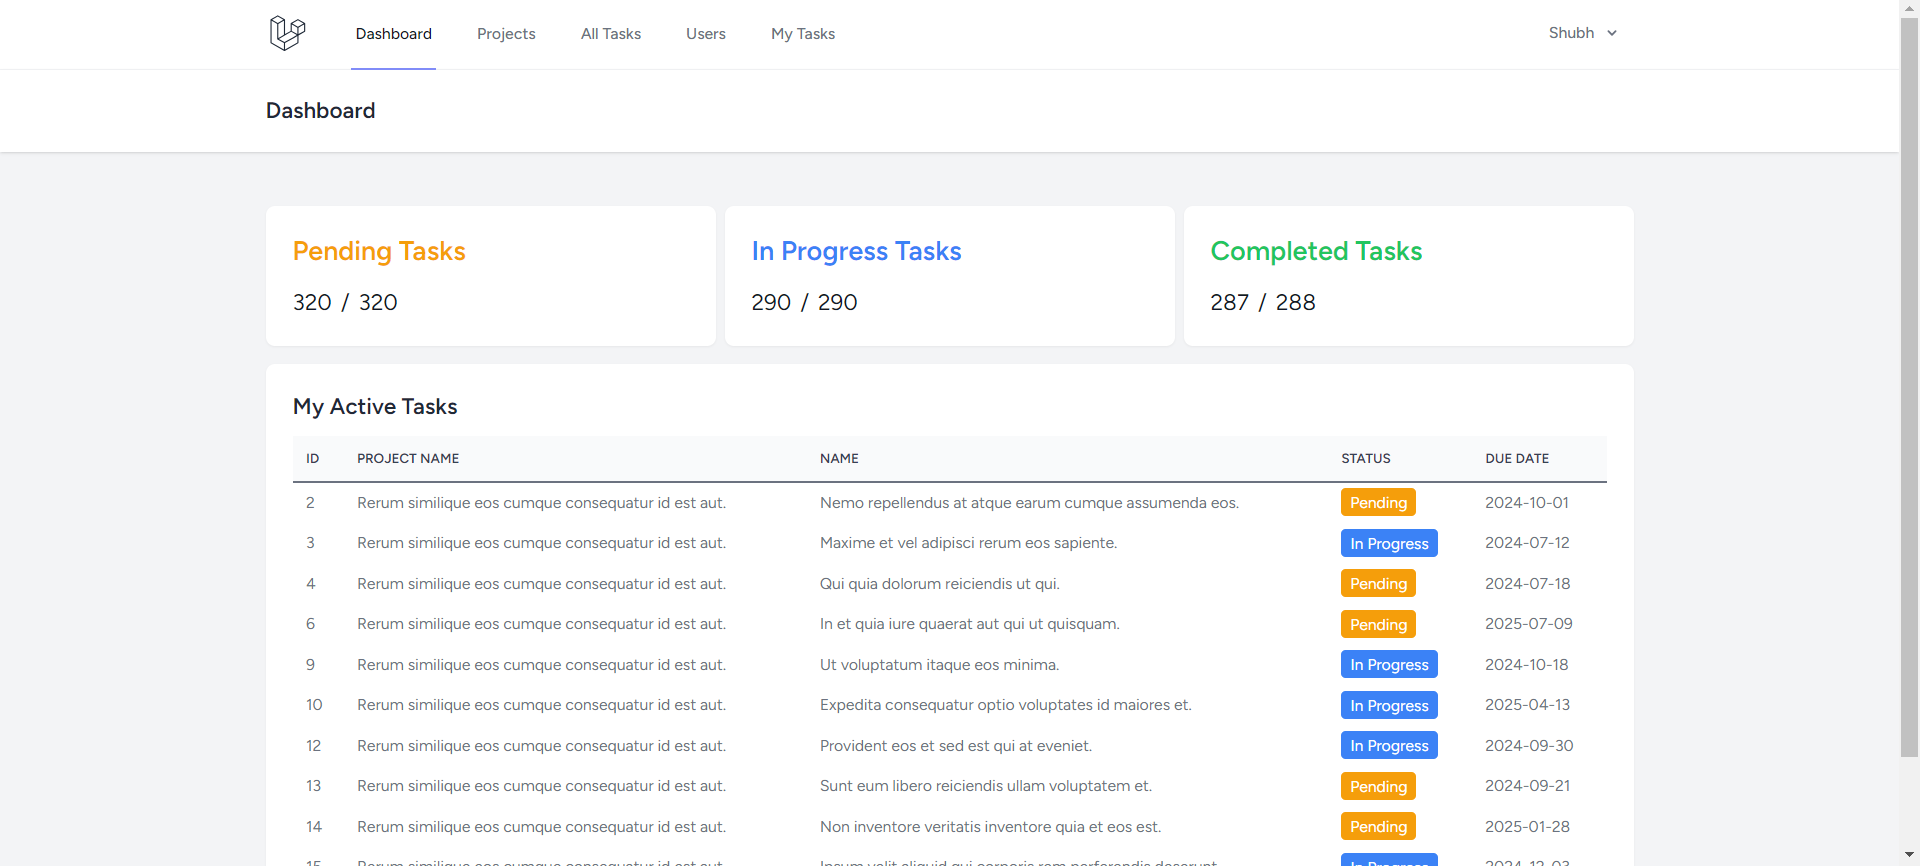 Dashboard Projects All Tasks Users My Tasks Shubh
Dashboard
Pending Tasks In Progress Tasks Completed Tasks
320 / 320 290 / 290 287 / 288
My Active Tasks
ID PROJECT NAME NAME STATUS DUE DATE
2 Rerum similique eos cumque consequatur id est aut. Nemo repellendus at atque earum cumque assumenda eos. Pending 2024-10-01
3 Rerum similique eos cumque consequatur id est aut. Maxime et vel adipisci rerum eos sapiente. In Progress 2024-07-12
4 Rerum similique eos cumque consequatur id est aut. Qui quia dolorum reiciendis ut qui. Pending 2024-07-18
6 Rerum similique eos cumque consequatur id est aut. In et quia iure quaerat aut qui ut quisquam. Pending 2025-07-09
9 Rerum similique eos cumque consequatur id est aut. Ut voluptatum itaque eos minima. In Progress 2024-10-18
10 Rerum similique eos cumque consequatur id est aut. Expedita consequatur optio voluptates id maiores et. In Progress 2025-04-13
12 Rerum similique eos cumque consequatur id est aut. Provident eos et sed est qui at eveniet. In Progress 2024-09-30
13 Rerum similique eos cumque consequatur id est aut. Sunt eum libero reiciendis ullam voluptatem et. Pending 2024-09-21
14 Rerum similique eos cumque consequatur id est aut. Non inventore veritatis inventore quia et eos est. Pending 2025-01-28